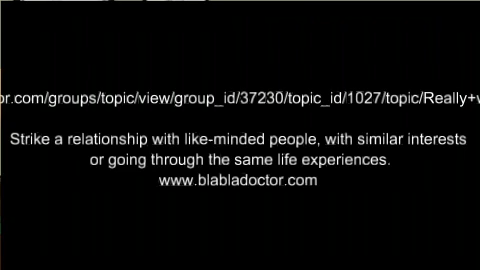 or.com/groups/topic/view/group_id/37230/topic_id/1027/topic/Really+w
Strike a relationship with like-minded people, with similar interests
or going through the same life experiences.
www.blabladoctor.com